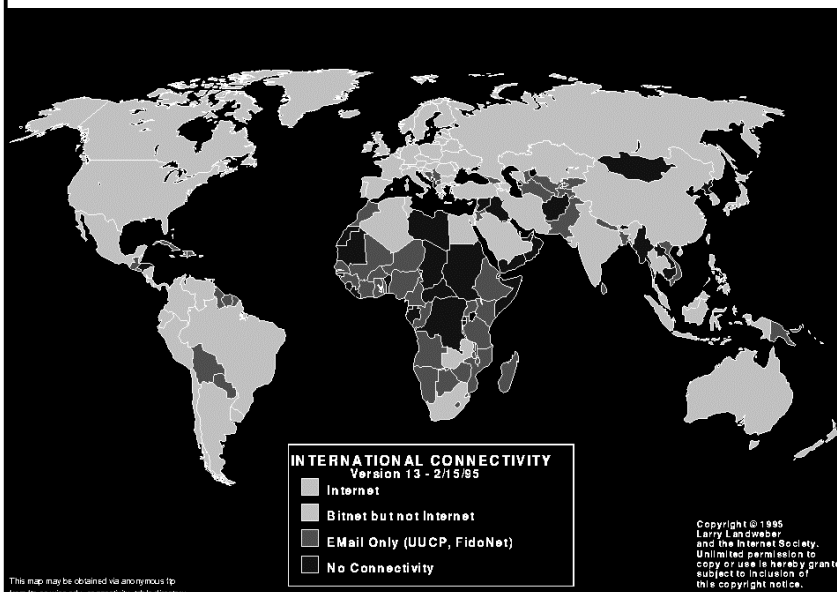 INTERNATIONAL CONNECTIVITY
Version 13 - 2/15/95
Internet
Bitnet but not Internet
EMail Only (UUCP, FidoNet)
No Connectivity
Copyright © 1995
Larry Landweber
and the Internet Society.
Unlimited permission to
copy or use is hereby grante
subject to inclusion of
this copyright notice.
This map may be obtained via anonymous ftp